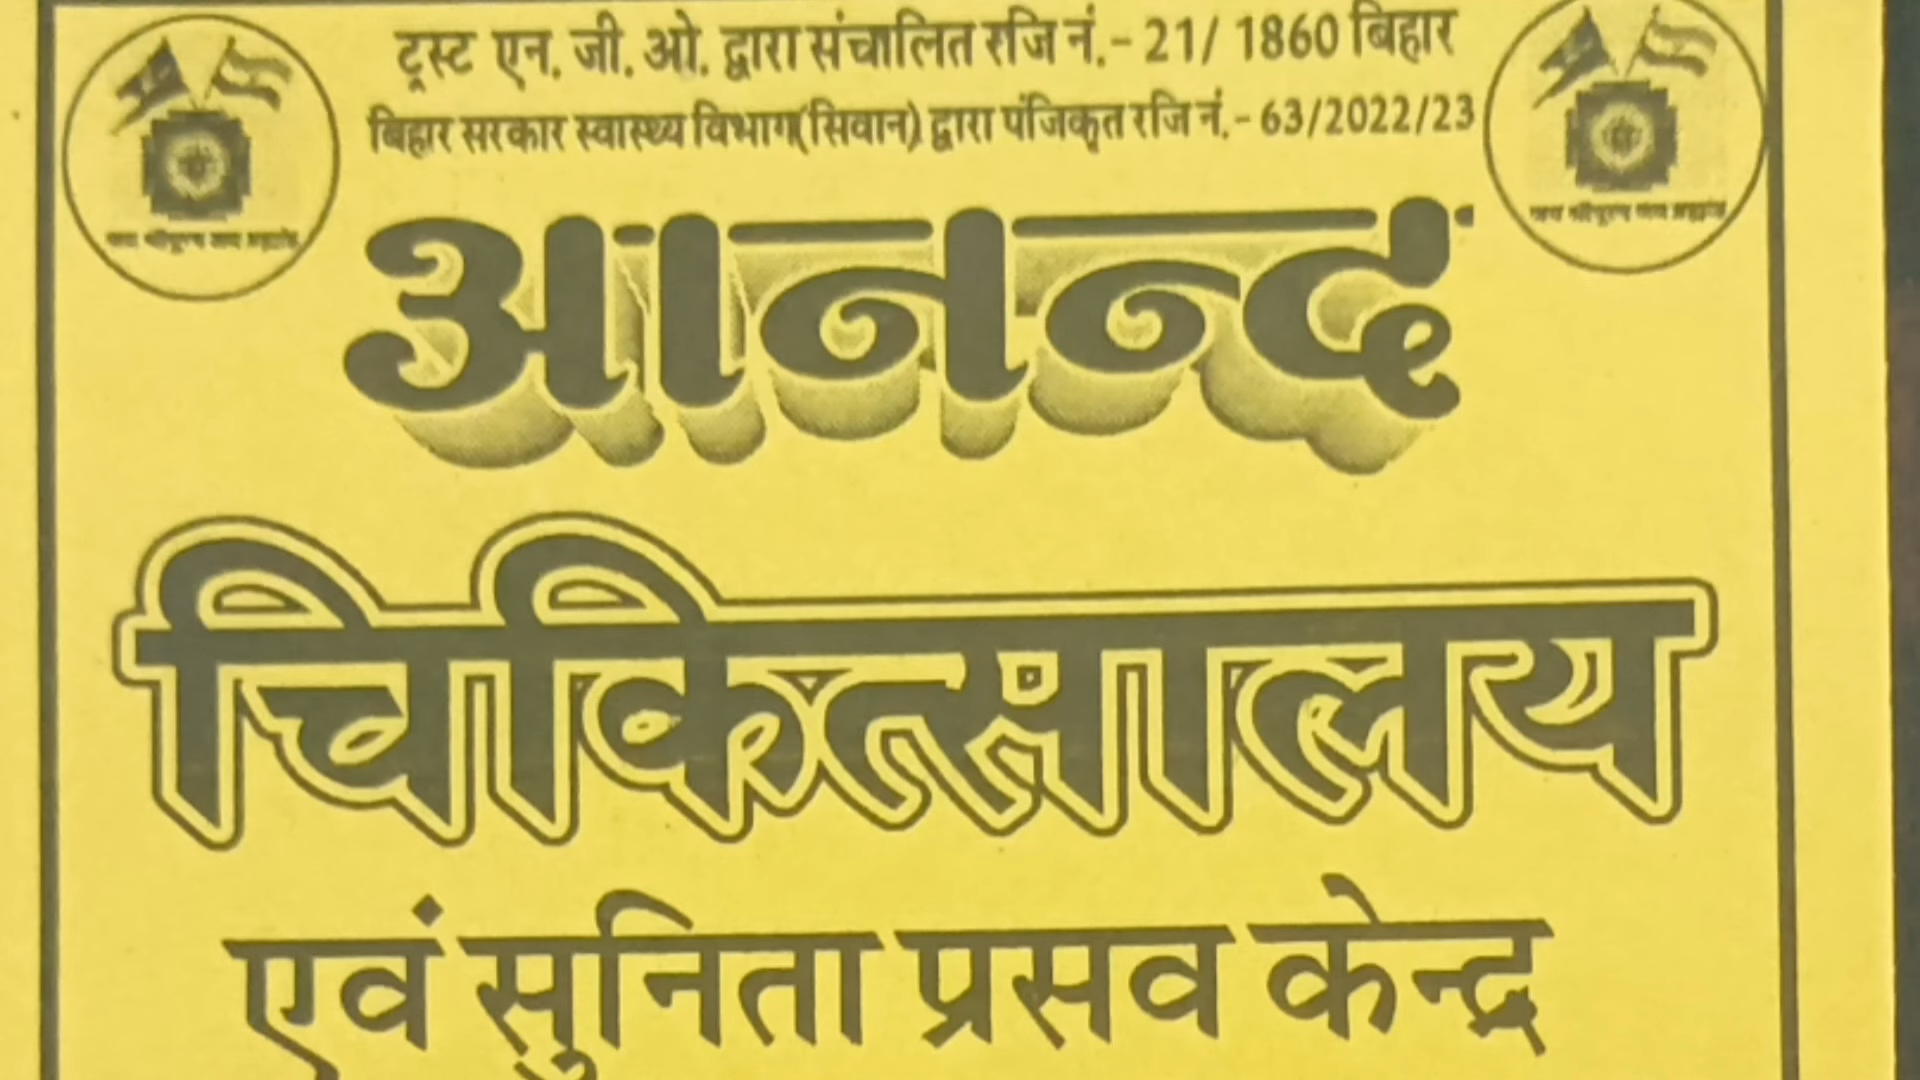 ट्रस्ट एन. जी. ओ. द्वारा संचालित रजि नं.- 21/ 1860 बिहार
बिहार सरकार स्वास्थ्य विभाग(सिवान) द्वारा पंजिकृत रजि नं.- 63/2022/23
आनन्द
चिकित्सालय
एवं सुनिता प्रसव केन्द्र